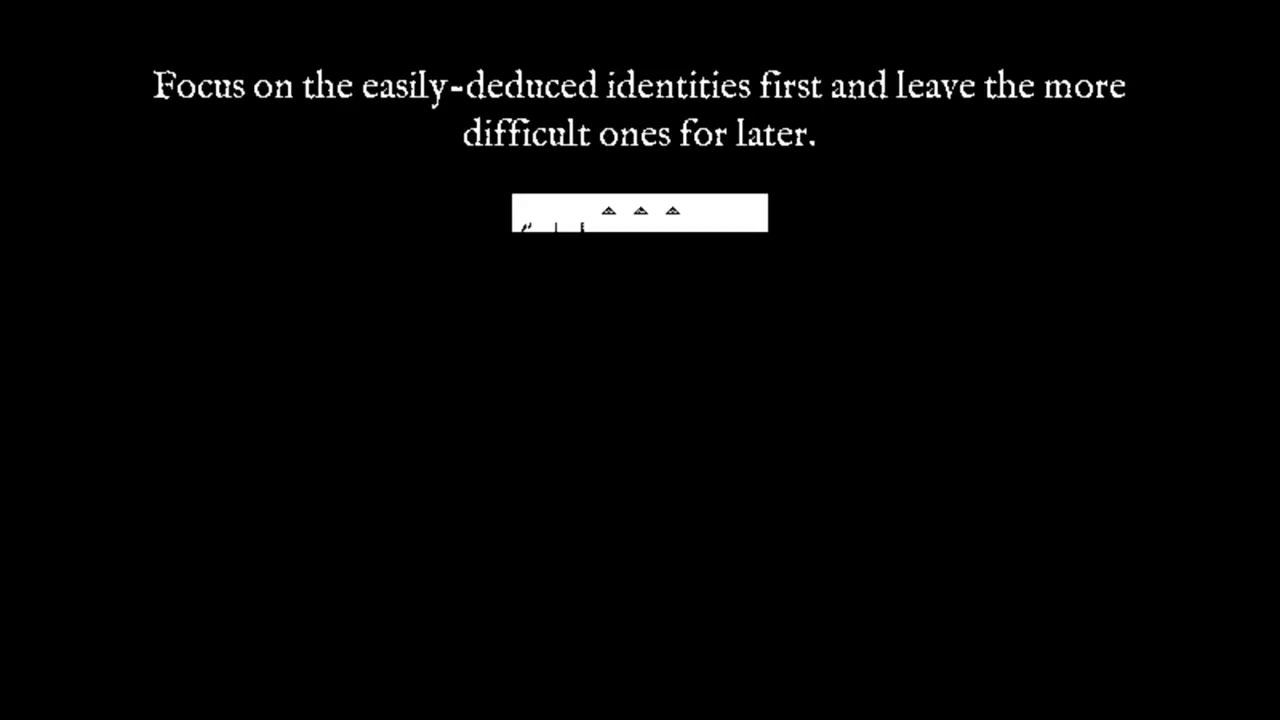 Focus on the easily-deduced identities first and leave the more
difficult ones for later.